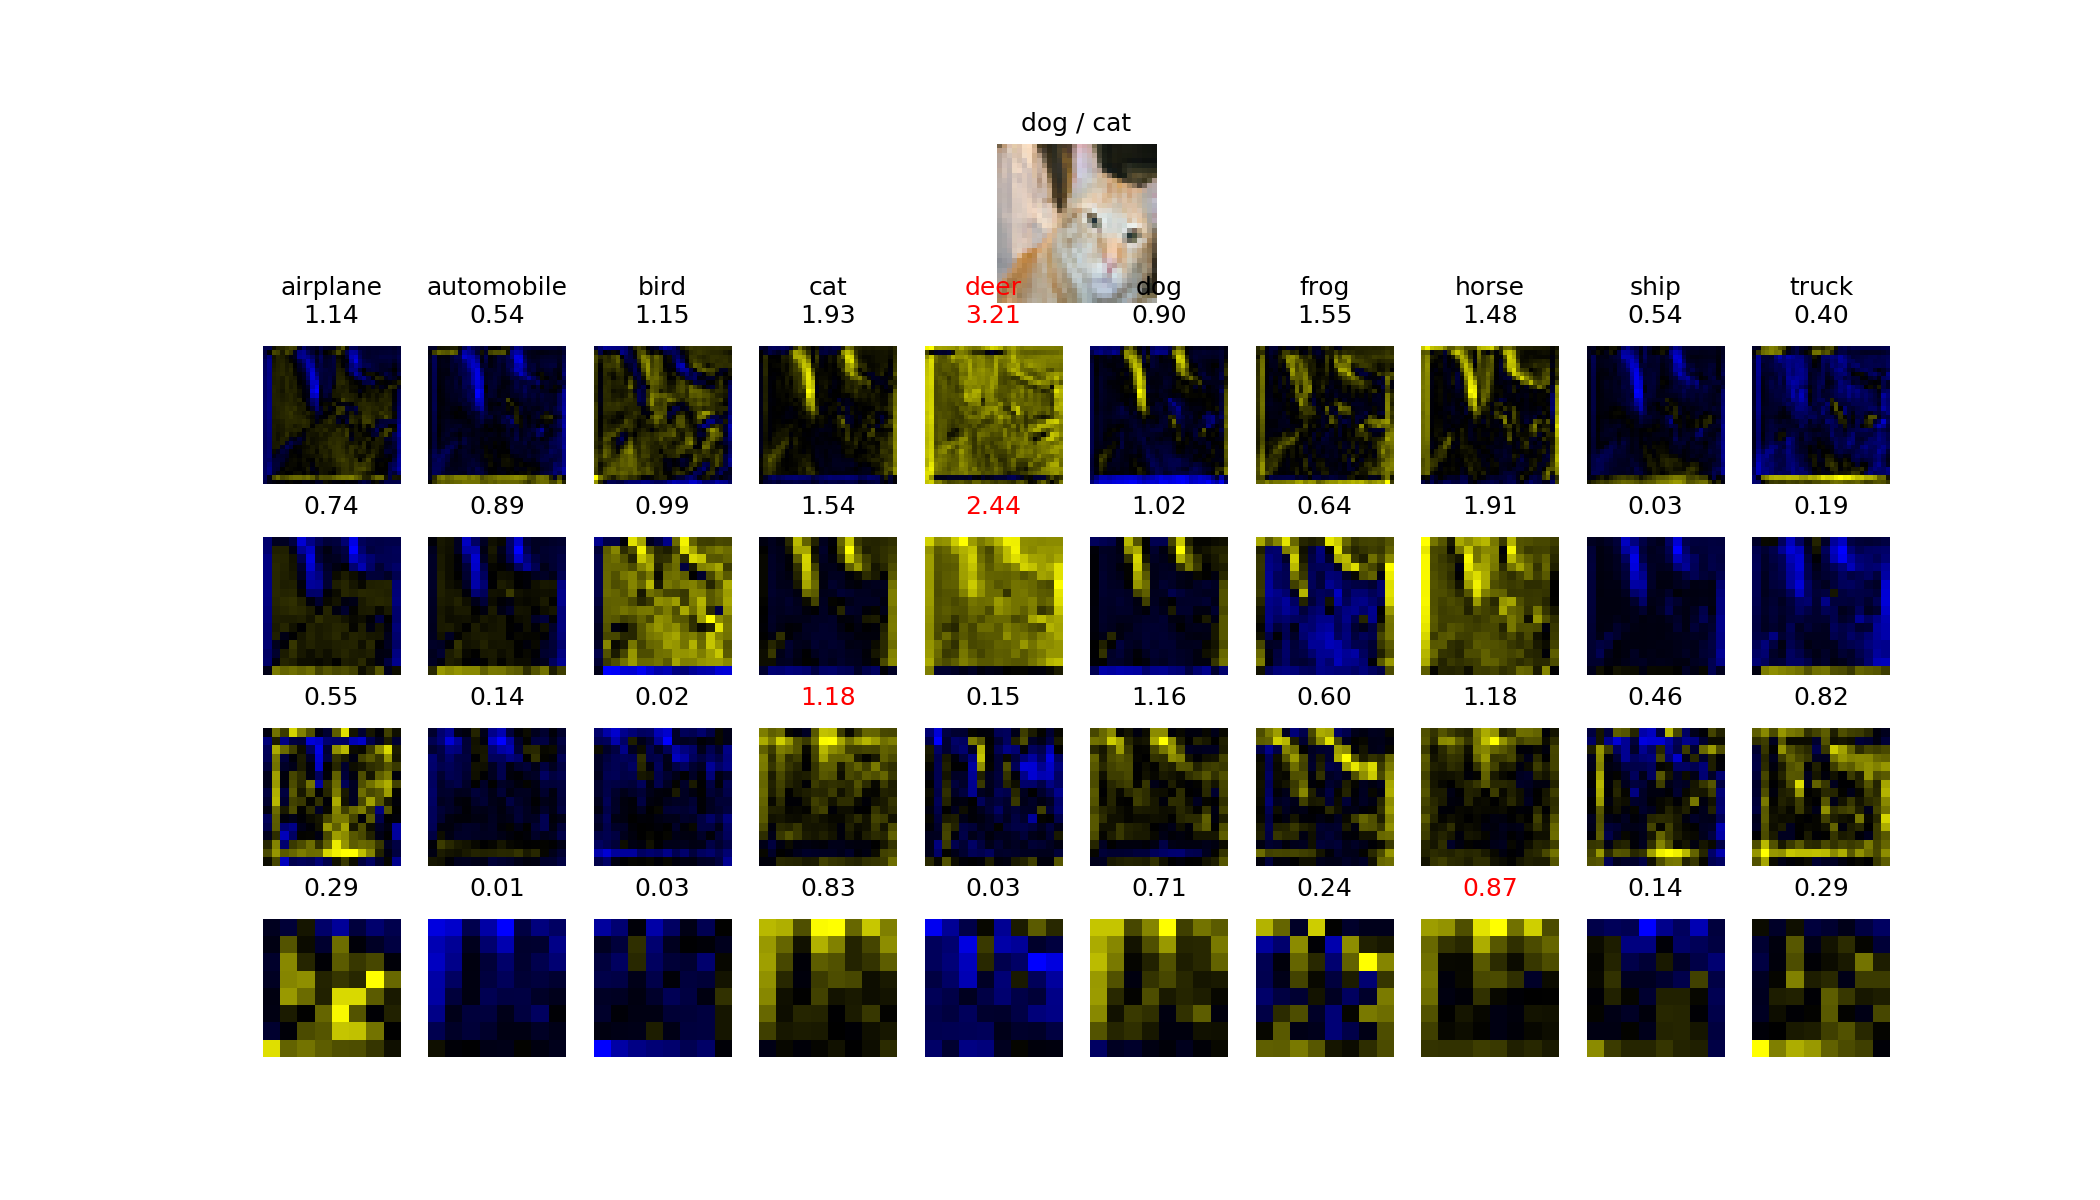 dog / cat
airplane automobile bird cat deer dog frog horse ship truck
1.14 0.54 1.15 1.93 3.21 0.90 1.55 1.48 0.54 0.40
0.74 0.89 0.99 1.54 2.44 1.02 0.64 1.91 0.03 0.19
0.55 0.14 0.02 1.18 0.15 1.16 0.60 1.18 0.46 0.82
0.29 0.01 0.03 0.83 0.03 0.71 0.24 0.87 0.14 0.29